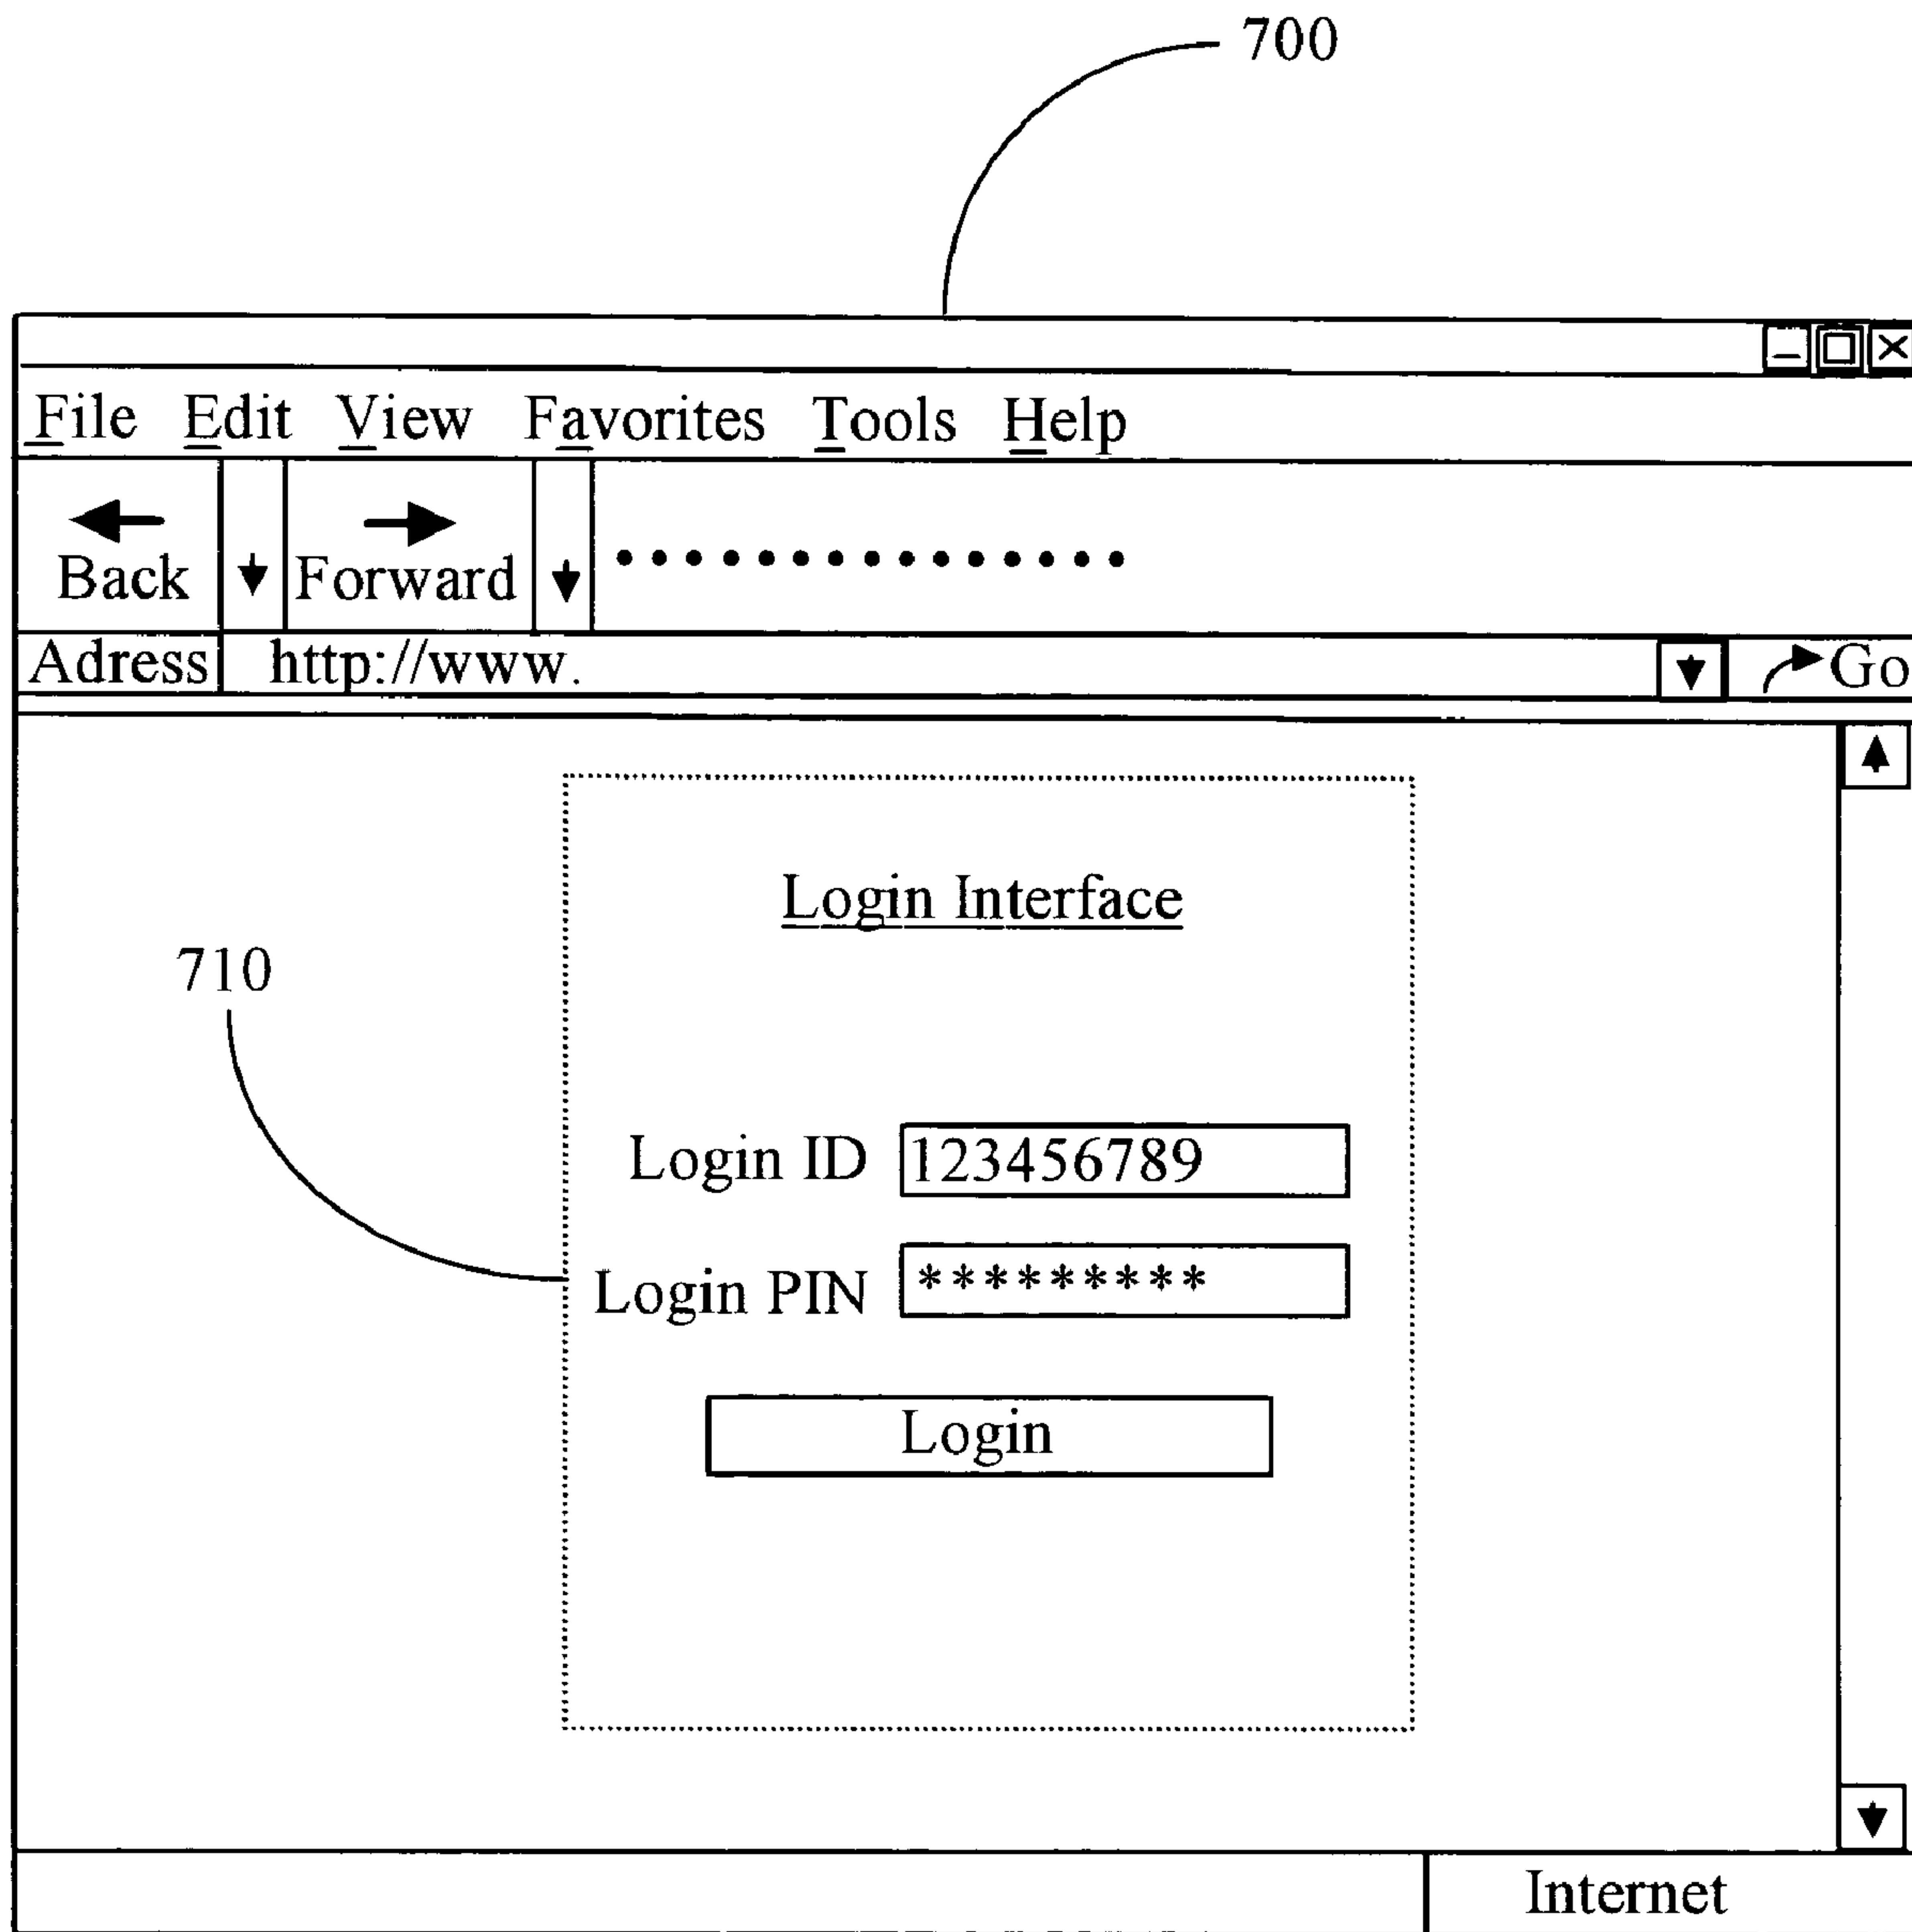 700
File Edit View Favorites Tools Help
Back Forward
Adress http://www. Go
Login Interface
710
Login ID 123456789
Login PIN *********
Login
Internet